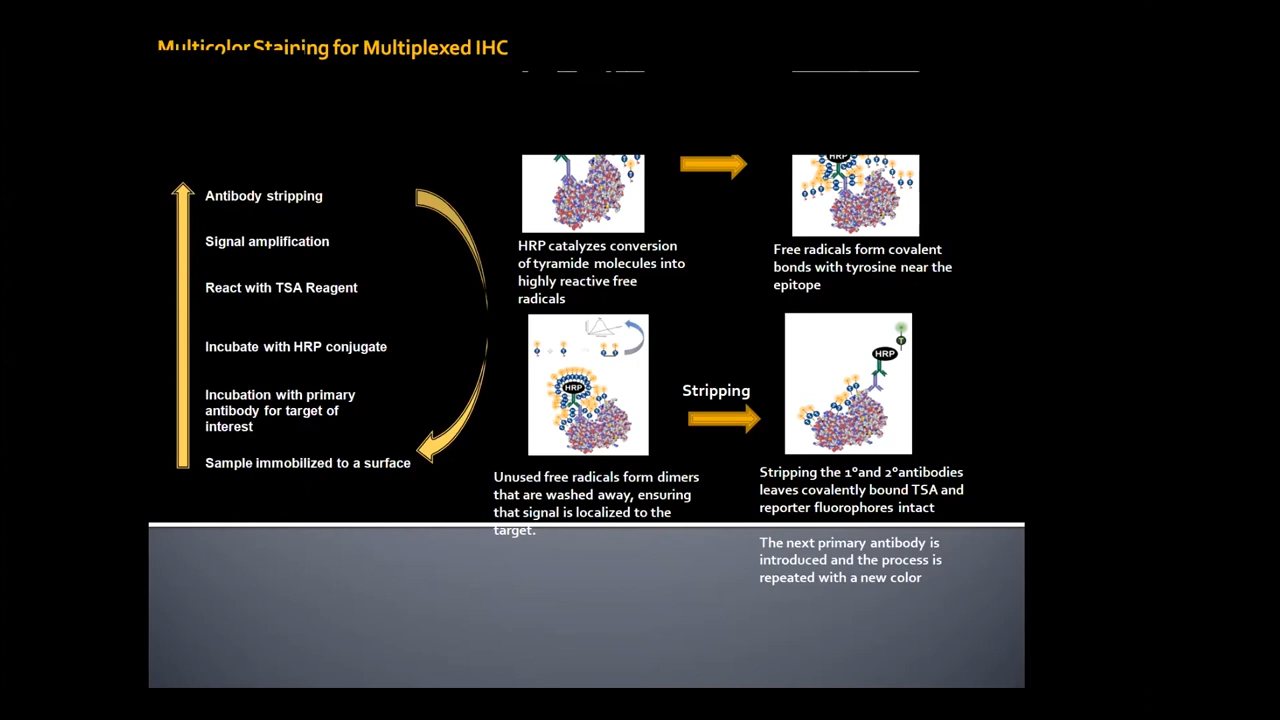 Multicolor Staining for Multiplexed IHC
Antibody stripping
Signal amplification
React with TSA Reagent
Incubate with HRP conjugate
Incubation with primary
antibody for target of
interest
Sample immobilized to a surface
HRP
HRP catalyzes conversion
of tyramide molecules into
highly reactive free
radicals
Free radicals form covalent
bonds with tyrosine near the
epitope
HRP
Stripping
HRP
T
Unused free radicals form dimers
that are washed away, ensuring
that signal is localized to the
target.
Stripping the 1°and 2°antibodies
leaves covalently bound TSA and
reporter fluorophores intact
The next primary antibody is
introduced and the process is
repeated with a new color